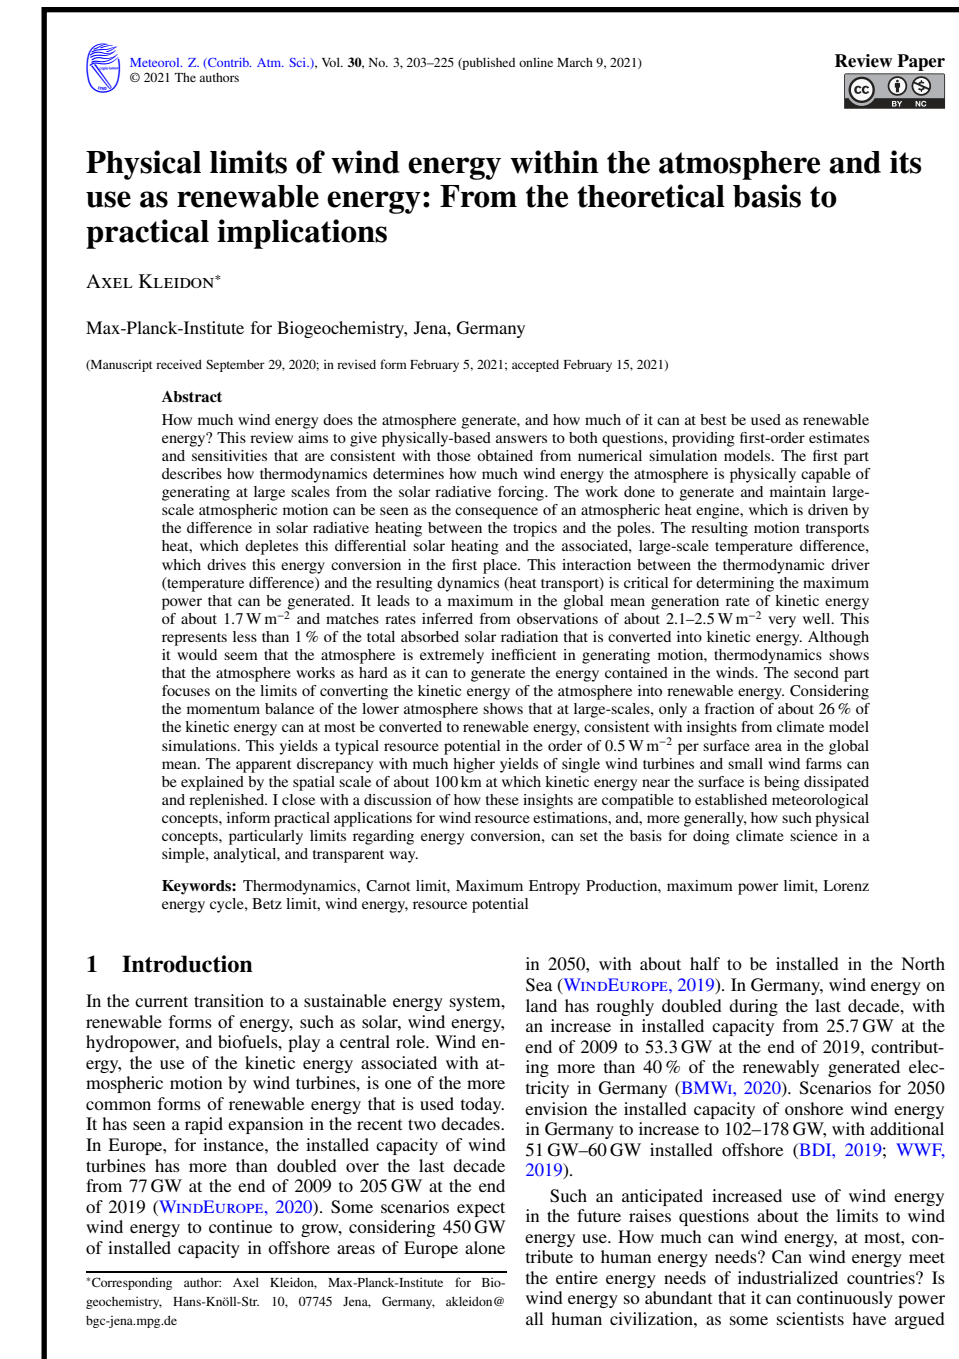 Meteorol. Z. (Contrib. Atm. Sci.), Vol. 30, No. 3, 203–225 (published online March 9, 2021)
© 2021 The authors
Review Paper
cc
BY NC
Physical limits of wind energy within the atmosphere and its
use as renewable energy: From the theoretical basis to
practical implications
Axel Kleidon*
Max-Planck-Institute for Biogeochemistry, Jena, Germany
(Manuscript received September 29, 2020; in revised form February 5, 2021; accepted February 15, 2021)
Abstract
How much wind energy does the atmosphere generate, and how much of it can at best be used as renewable
energy? This review aims to give physically-based answers to both questions, providing first-order estimates
and sensitivities that are consistent with those obtained from numerical simulation models. The first part
describes how thermodynamics determines how much wind energy the atmosphere is physically capable of
generating at large scales from the solar radiative forcing. The work done to generate and maintain large-
scale atmospheric motion can be seen as the consequence of an atmospheric heat engine, which is driven by
the difference in solar radiative heating between the tropics and the poles. The resulting motion transports
heat, which depletes this differential solar heating and the associated, large-scale temperature difference,
which drives this energy conversion in the first place. This interaction between the thermodynamic driver
(temperature difference) and the resulting dynamics (heat transport) is critical for determining the maximum
power that can be generated. It leads to a maximum in the global mean generation rate of kinetic energy
of about 1.7 W m⁻² and matches rates inferred from observations of about 2.1–2.5 W m⁻² very well. This
represents less than 1 % of the total absorbed solar radiation that is converted into kinetic energy. Although
it would seem that the atmosphere is extremely inefficient in generating motion, thermodynamics shows
that the atmosphere works as hard as it can to generate the energy contained in the winds. The second part
focuses on the limits of converting the kinetic energy of the atmosphere into renewable energy. Considering
the momentum balance of the lower atmosphere shows that at large-scales, only a fraction of about 26 % of
the kinetic energy can at most be converted to renewable energy, consistent with insights from climate model
simulations. This yields a typical resource potential in the order of 0.5 W m⁻² per surface area in the global
mean. The apparent discrepancy with much higher yields of single wind turbines and small wind farms can
be explained by the spatial scale of about 100 km at which kinetic energy near the surface is being dissipated
and replenished. I close with a discussion of how these insights are compatible to established meteorological
concepts, inform practical applications for wind resource estimations, and, more generally, how such physical
concepts, particularly limits regarding energy conversion, can set the basis for doing climate science in a
simple, analytical, and transparent way.
Keywords: Thermodynamics, Carnot limit, Maximum Entropy Production, maximum power limit, Lorenz
energy cycle, Betz limit, wind energy, resource potential
1 Introduction
In the current transition to a sustainable energy system,
renewable forms of energy, such as solar, wind energy,
hydropower, and biofuels, play a central role. Wind en-
ergy, the use of the kinetic energy associated with at-
mospheric motion by wind turbines, is one of the more
common forms of renewable energy that is used today.
It has seen a rapid expansion in the recent two decades.
In Europe, for instance, the installed capacity of wind
turbines has more than doubled over the last decade
from 77 GW at the end of 2009 to 205 GW at the end
of 2019 (WindEurope, 2020). Some scenarios expect
wind energy to continue to grow, considering 450 GW
of installed capacity in offshore areas of Europe alone
*Corresponding author: Axel Kleidon, Max-Planck-Institute for Bio-
geochemistry, Hans-Knöll-Str. 10, 07745 Jena, Germany, akleidon@
bgc-jena.mpg.de
in 2050, with about half to be installed in the North
Sea (WindEurope, 2019). In Germany, wind energy on
land has roughly doubled during the last decade, with
an increase in installed capacity from 25.7 GW at the
end of 2009 to 53.3 GW at the end of 2019, contribut-
ing more than 40 % of the renewably generated elec-
tricity in Germany (BMWi, 2020). Scenarios for 2050
envision the installed capacity of onshore wind energy
in Germany to increase to 102–178 GW, with additional
51 GW–60 GW installed offshore (BDI, 2019; WWF,
2019).
Such an anticipated increased use of wind energy
in the future raises questions about the limits to wind
energy use. How much can wind energy, at most, con-
tribute to human energy needs? Can wind energy meet
the entire energy needs of industrialized countries? Is
wind energy so abundant that it can continuously power
all human civilization, as some scientists have argued